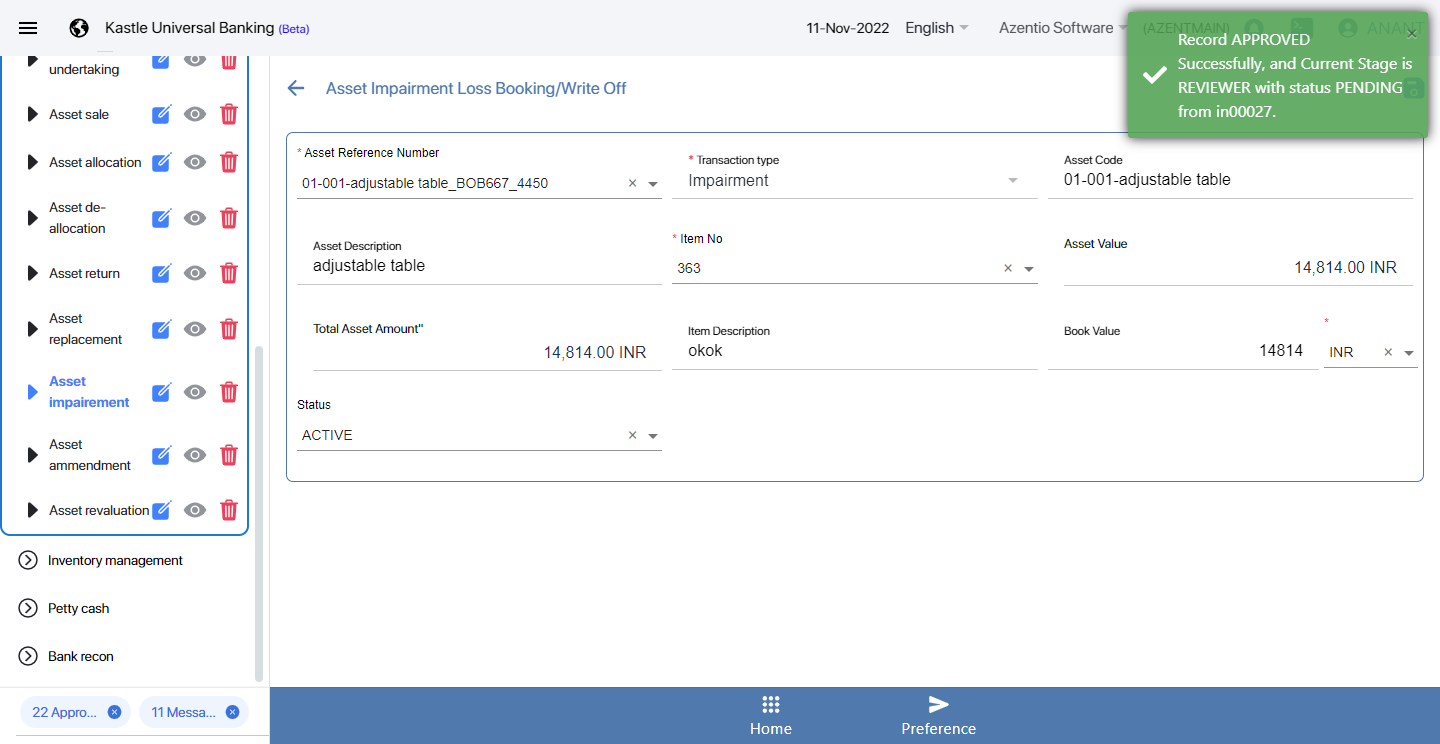 Kastle Universal Banking (Beta)
11-Nov-2022
English
Azentio Software
(AZENTMAIN)
ANANT
Record APPROVED
Successfully, and Current Stage is
REVIEWER with status PENDING
from in00027.
undertaking
Asset sale
Asset allocation
Asset de-
allocation
Asset return
Asset
replacement
Asset
impairement
Asset
ammendment
Asset revaluation
Inventory management
Petty cash
Bank recon
22 Appro...
11 Messa...
Asset Impairment Loss Booking/Write Off
* Asset Reference Number
01-001-adjustable table_BOB667_4450
* Transaction type
Impairment
Asset Code
01-001-adjustable table
Asset Description
adjustable table
* Item No
363
Asset Value
14,814.00 INR
Total Asset Amount"
14,814.00 INR
Item Description
okok
Book Value
14814
*
INR
Status
ACTIVE
Home
Preference